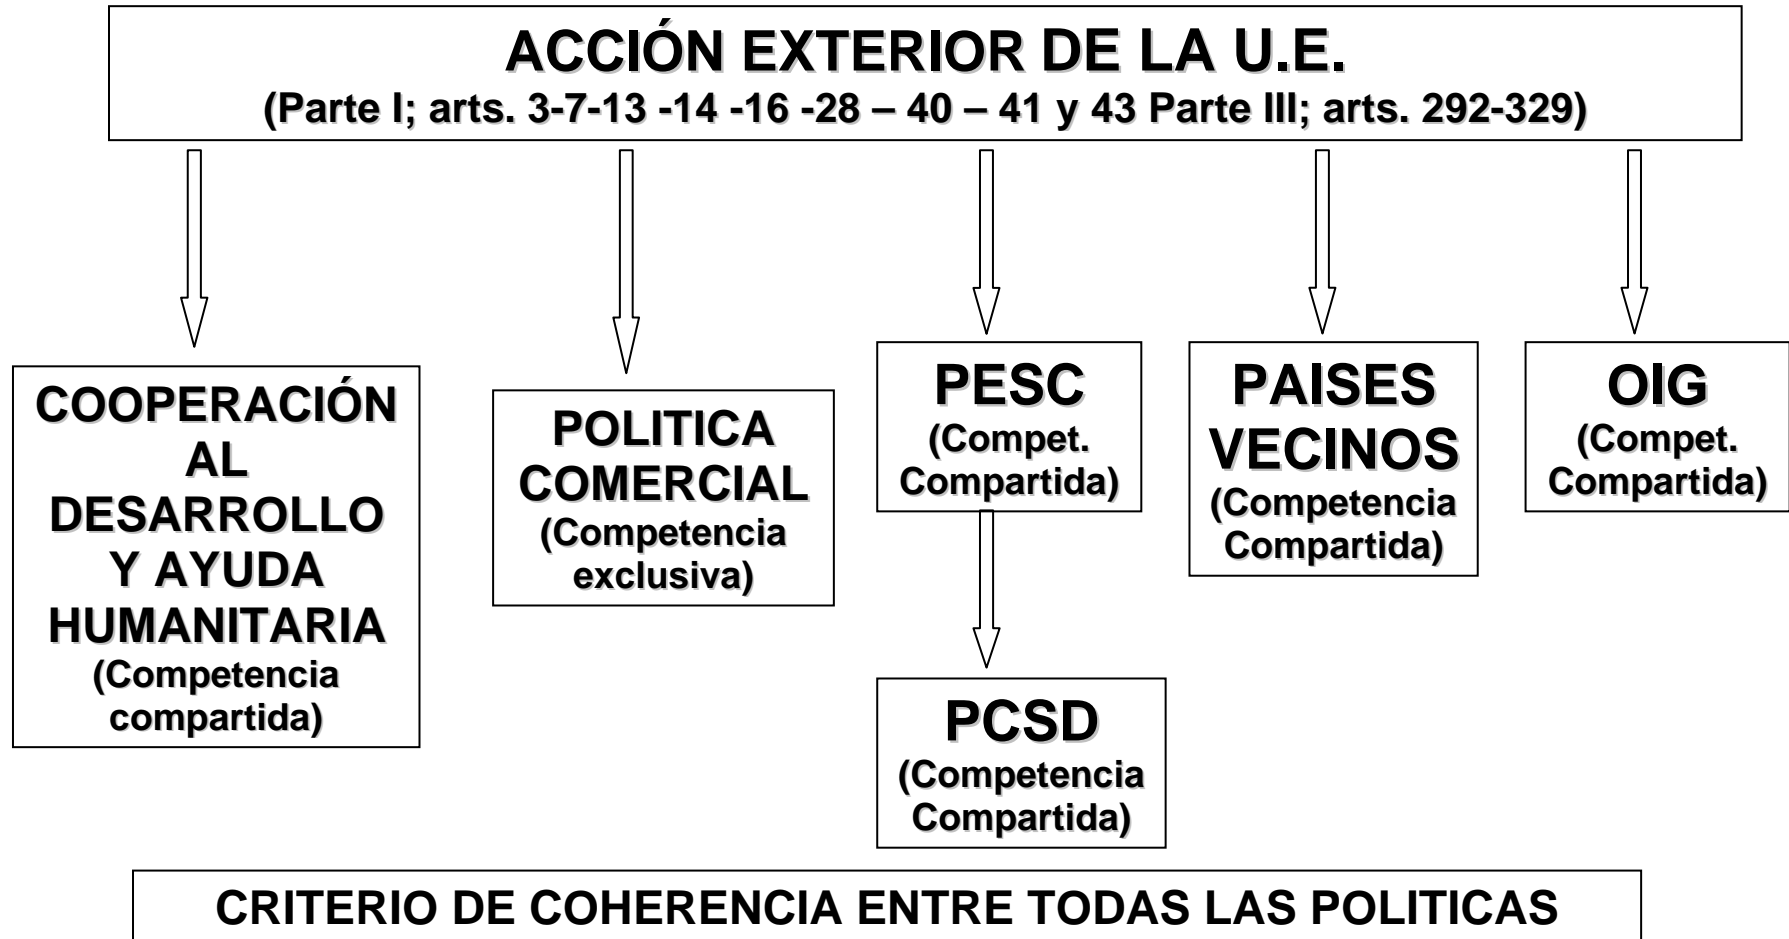 ACCIÓN EXTERIOR DE LA U.E.
(Parte I; arts. 3-7-13 -14 -16 -28 – 40 – 41 y 43 Parte III; arts. 292-329)
COOPERACIÓN
AL
DESARROLLO
Y AYUDA
HUMANITARIA
(Competencia
compartida)
POLITICA
COMERCIAL
(Competencia
exclusiva)
PESC
(Compet.
Compartida)
PCSD
(Competencia
Compartida)
PAISES
VECINOS
(Competencia
Compartida)
OIG
(Compet.
Compartida)
CRITERIO DE COHERENCIA ENTRE TODAS LAS POLITICAS